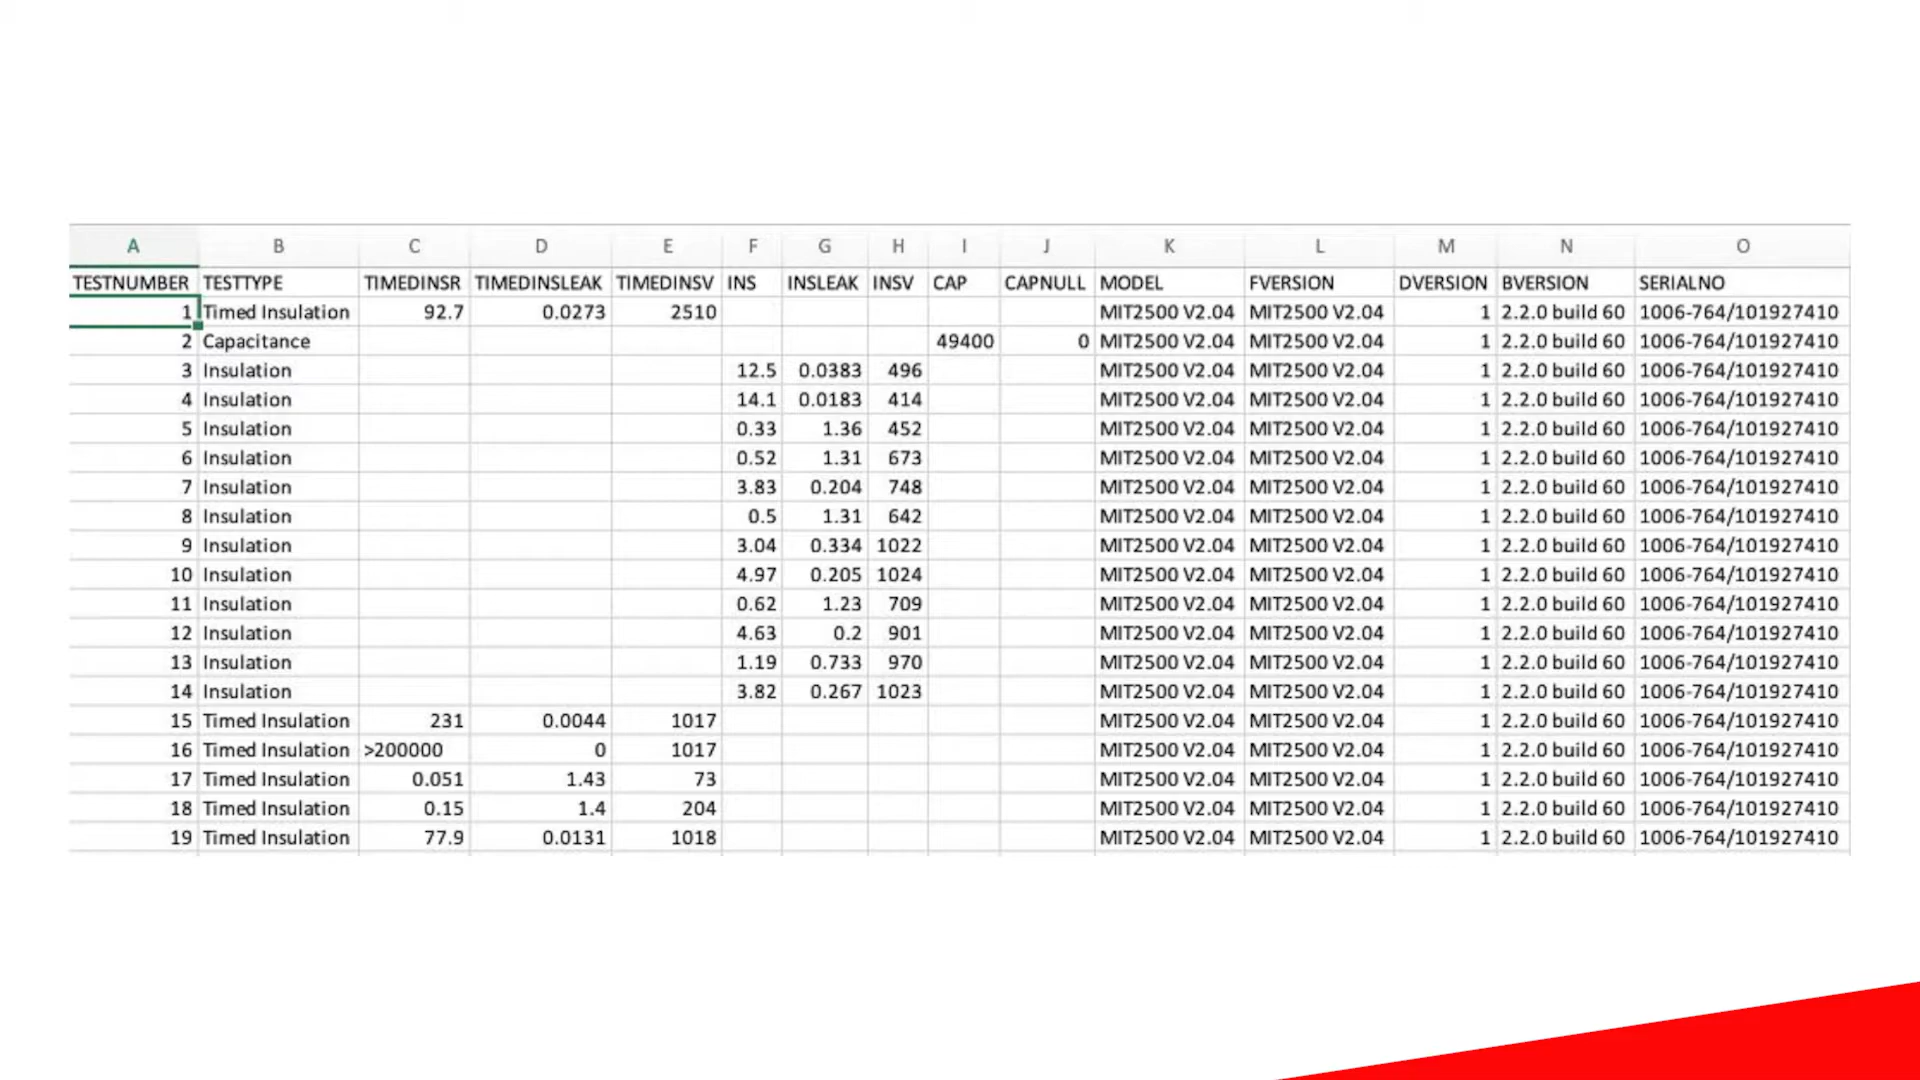 A B C D E F G H I J K L M N O
TESTNUMBER TESTTYPE TIMEDINSR TIMEDINSLEAK TIMEDINSV INS INSLEAK INSV CAP CAPNULL MODEL FVERSION DVERSION BVERSION SERIALNO
1 Timed Insulation 92.7 0.0273 2510 MIT2500 V2.04 MIT2500 V2.04 1 2.2.0 build 60 1006-764/101927410
2 Capacitance 49400 0 MIT2500 V2.04 MIT2500 V2.04 1 2.2.0 build 60 1006-764/101927410
3 Insulation 12.5 0.0383 496 MIT2500 V2.04 MIT2500 V2.04 1 2.2.0 build 60 1006-764/101927410
4 Insulation 14.1 0.0183 414 MIT2500 V2.04 MIT2500 V2.04 1 2.2.0 build 60 1006-764/101927410
5 Insulation 0.33 1.36 452 MIT2500 V2.04 MIT2500 V2.04 1 2.2.0 build 60 1006-764/101927410
6 Insulation 0.52 1.31 673 MIT2500 V2.04 MIT2500 V2.04 1 2.2.0 build 60 1006-764/101927410
7 Insulation 3.83 0.204 748 MIT2500 V2.04 MIT2500 V2.04 1 2.2.0 build 60 1006-764/101927410
8 Insulation 0.5 1.31 642 MIT2500 V2.04 MIT2500 V2.04 1 2.2.0 build 60 1006-764/101927410
9 Insulation 3.04 0.334 1022 MIT2500 V2.04 MIT2500 V2.04 1 2.2.0 build 60 1006-764/101927410
10 Insulation 4.97 0.205 1024 MIT2500 V2.04 MIT2500 V2.04 1 2.2.0 build 60 1006-764/101927410
11 Insulation 0.62 1.23 709 MIT2500 V2.04 MIT2500 V2.04 1 2.2.0 build 60 1006-764/101927410
12 Insulation 4.63 0.2 901 MIT2500 V2.04 MIT2500 V2.04 1 2.2.0 build 60 1006-764/101927410
13 Insulation 1.19 0.733 970 MIT2500 V2.04 MIT2500 V2.04 1 2.2.0 build 60 1006-764/101927410
14 Insulation 3.82 0.267 1023 MIT2500 V2.04 MIT2500 V2.04 1 2.2.0 build 60 1006-764/101927410
15 Timed Insulation 231 0.0044 1017 MIT2500 V2.04 MIT2500 V2.04 1 2.2.0 build 60 1006-764/101927410
16 Timed Insulation >200000 0 1017 MIT2500 V2.04 MIT2500 V2.04 1 2.2.0 build 60 1006-764/101927410
17 Timed Insulation 0.051 1.43 73 MIT2500 V2.04 MIT2500 V2.04 1 2.2.0 build 60 1006-764/101927410
18 Timed Insulation 0.15 1.4 204 MIT2500 V2.04 MIT2500 V2.04 1 2.2.0 build 60 1006-764/101927410
19 Timed Insulation 77.9 0.0131 1018 MIT2500 V2.04 MIT2500 V2.04 1 2.2.0 build 60 1006-764/101927410